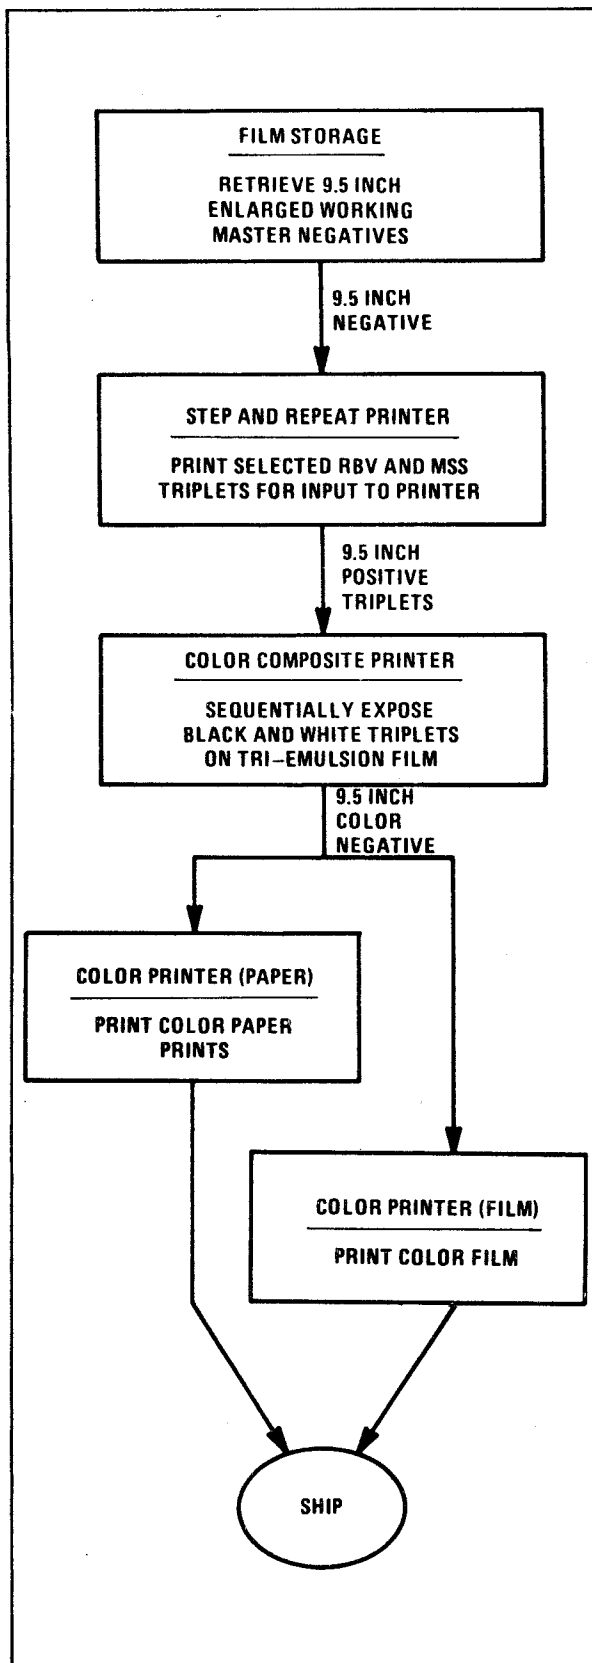 FILM STORAGE
RETRIEVE 9.5 INCH
ENLARGED WORKING
MASTER NEGATIVES
9.5 INCH
NEGATIVE
STEP AND REPEAT PRINTER
PRINT SELECTED RBV AND MSS
TRIPLETS FOR INPUT TO PRINTER
9.5 INCH
POSITIVE
TRIPLETS
COLOR COMPOSITE PRINTER
SEQUENTIALLY EXPOSE
BLACK AND WHITE TRIPLETS
ON TRI-EMULSION FILM
9.5 INCH
COLOR
NEGATIVE
COLOR PRINTER (PAPER)
PRINT COLOR PAPER
PRINTS
COLOR PRINTER (FILM)
PRINT COLOR FILM
SHIP